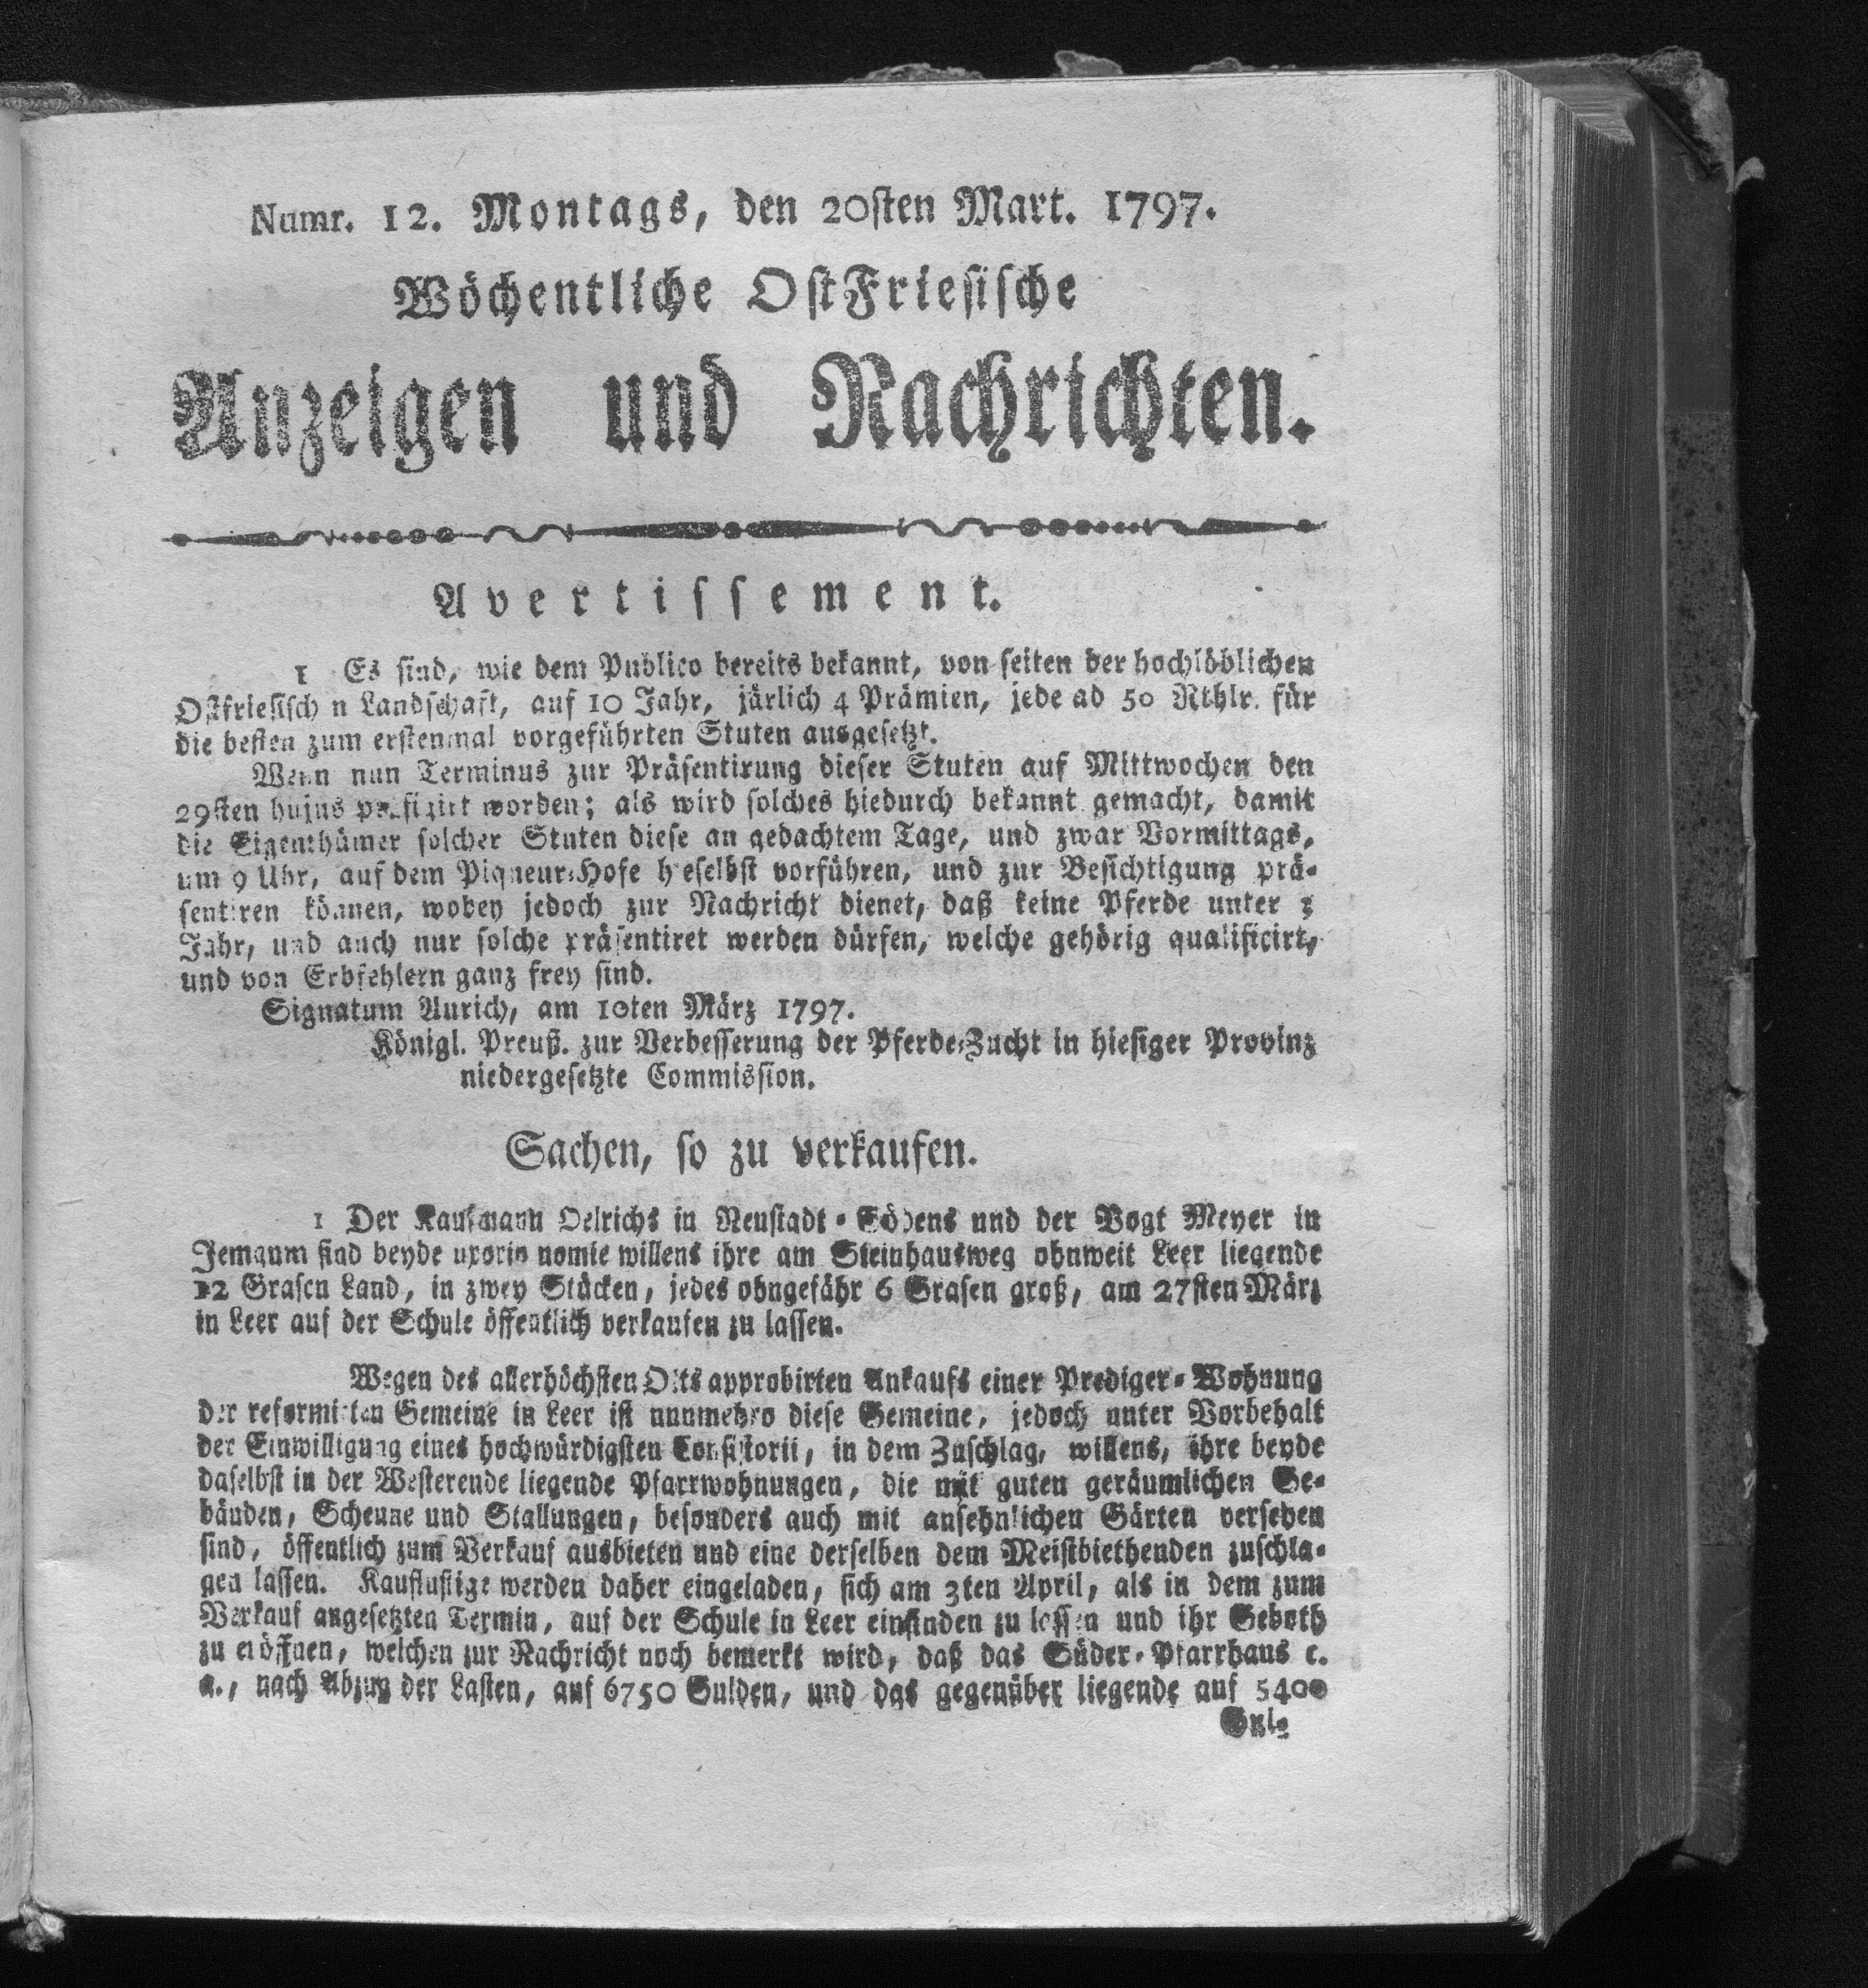 Numr. 12. Montags, den 20sten Mart. 1797.
Wöchentliche OstFriesische
Anzeigen und Nachrichten.
Avertissement.
1 Es sind, wie dem Publico bereits bekannt, von seiten der hochlöblichen
Ostfriesisch n Landschaft, auf 10 Jahr, järlich 4 Prämien, jede ad 50 Rthlr. für
die besten zum erstenmal vorgeführten Stuten ausgesetzt.
Wenn nun Terminus zur Präsentirung dieser Stuten auf Mittwochen den
29sten hujus präfigirt worden; als wird solches hiedurch bekannt gemacht, damit
die Eigenthümer solcher Stuten diese an gedachtem Tage, und zwar Vormittags,
um 9 Uhr, auf dem Piqueur-Hofe h eselbst vorführen, und zur Besichtigung prä-
sentiren können, wobey jedoch zur Nachricht dienet, daß keine Pferde unter
Jahr, und auch nur solche präsentiret werden dürfen, welche gehörig qualificirt,
und von Erbfehlern ganz frey sind.
Signatum Aurich, am 10ten März 1797.
Königl. Preuß. zur Verbesserung der Pferde-Zucht in hiesiger Provinz
niedergesetzte Commission.
Sachen, so zu verkaufen.
1 Der Kaufmann Oelrichs in Neustadt-Gödens und der Vogt Meyer in
Jemgum sind beyde uxorio nomie willens ihre am Steinhausweg ohnweit Leer liegende
12 Grasen Land, in zwey Stücken, jedes ohngefähr 6 Grasen groß, am 27sten März
in Leer auf der Schule öffentlich verkaufen zu lassen.
Wegen des allerhöchsten Orts approbirten Ankaufs einer Prediger-Wohnung
der reformirten Gemeine in Leer ist nunmehro diese Gemeine, jedoch unter Vorbehalt
der Einwilligung eines hochwürdigsten Consistorii, in dem Zuschlag, willens, ihre beyde
daselbst in der Westerende liegende Pfarrwohnungen, die mit guten geräumlichen Ge-
bäuden, Scheune und Stallungen, besonders auch mit ansehnlichen Gärten versehen
sind, öffentlich zum Verkauf ausbieten und eine derselben dem Meistbiethenden zuschla-
gen lassen. Kauflustige werden daher eingeladen, sich am 3ten April, als in dem zum
Verkauf angesetzten Termin, auf der Schule in Leer einfinden zu lassen und ihr Geboth
zu eröffnen, welchen zur Nachricht noch bemerkt wird, daß das Süder-Pfarrhaus c.
a., nach Abzug der Lasten, auf 6750 Gulden, und das gegenüber liegende auf 5400
Gul-